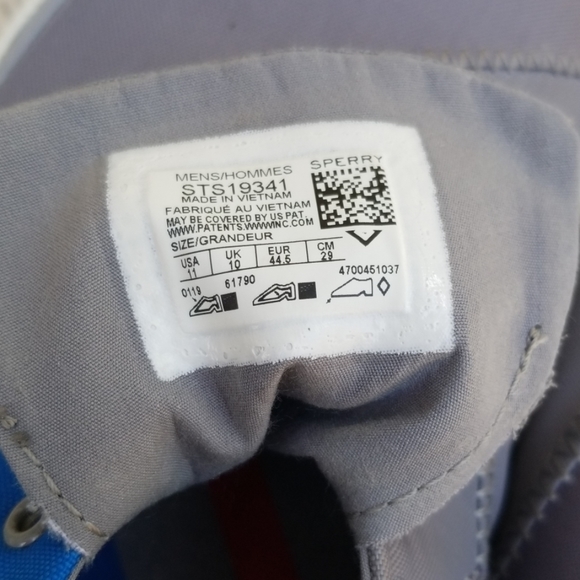 MENS/HOMMES SPERRY
STS19341
MADE IN VIETNAM
FABRIQUÉ AU VIETNAM
MAY BE COVERED BY US PAT.
WWW.PATENTS.WWWINC.COM
SIZE/GRANDEUR
USA UK EUR CM
11 10 44.5 29
0119 61790 4700451037